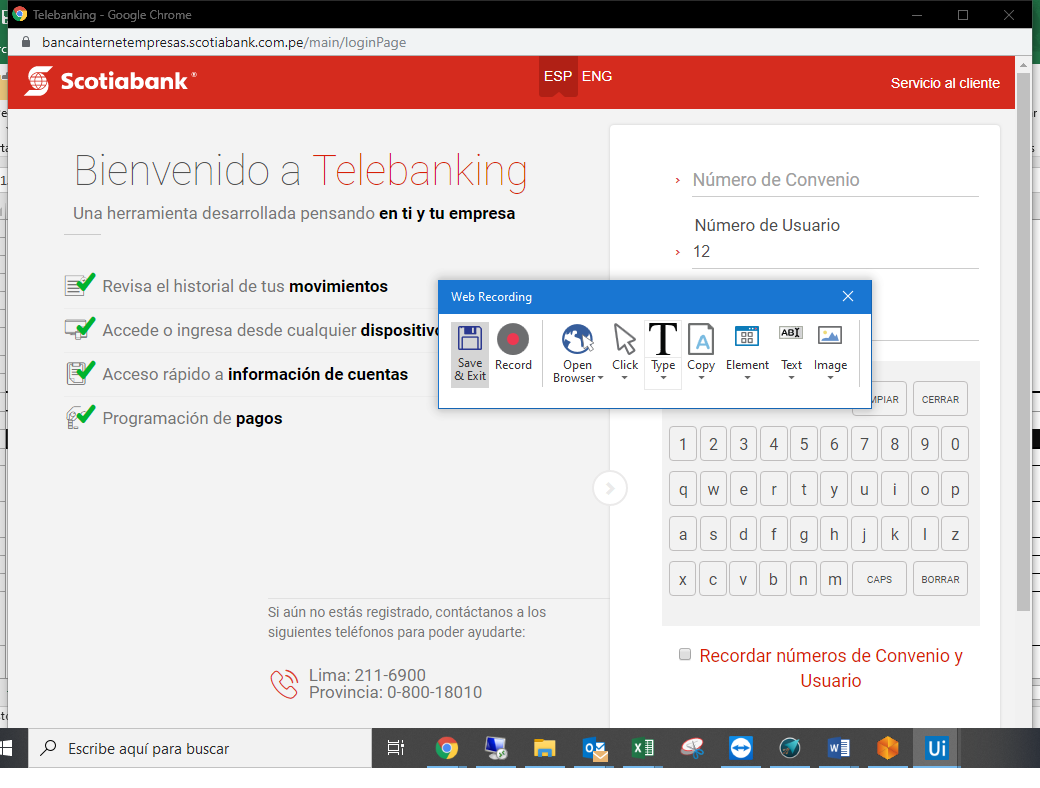 Telebanking - Google Chrome
bancainternetempresas.scotiabank.com.pe/main/loginPage
Scotiabank®
ESP ENG
Servicio al cliente
Bienvenido a Telebanking
Una herramienta desarrollada pensando en ti y tu empresa
Revisa el historial de tus movimientos
Accede o ingresa desde cualquier dispositivo
Acceso rápido a información de cuentas
Programación de pagos
Si aún no estás registrado, contáctanos a los
siguientes teléfonos para poder ayudarte:
Lima: 211-6900
Provincia: 0-800-18010
Número de Convenio
Número de Usuario
12
Web Recording
Save & Exit
Record
Open Browser
Click
Type
Copy
Element
Text
Image
T
A
ABI
MPIAR CERRAR
1 2 3 4 5 6 7 8 9 0
q w e r t y u i o p
a s d f g h j k l z
x c v b n m CAPS BORRAR
Recordar números de Convenio y
Usuario
Escribe aquí para buscar
Ui